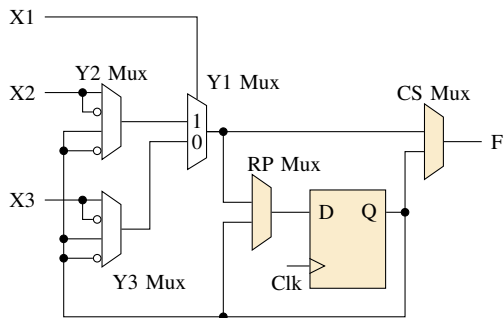 X1
Y2 Mux
Y1 Mux
X2
CS Mux
1
0
F
RP Mux
X3
D Q
Y3 Mux
Clk